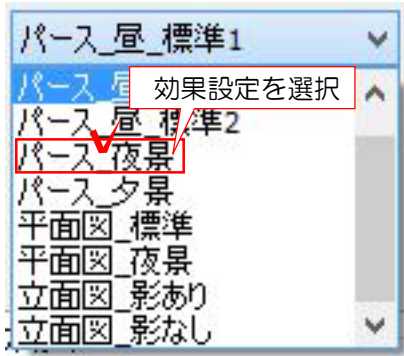 パース_昼_標準1
パース_昼
効果設定を選択
パース_昼_標準2
パース_夜景
パース_夕景
平面図_標準
平面図_夜景
立面図_影あり
立面図_影なし